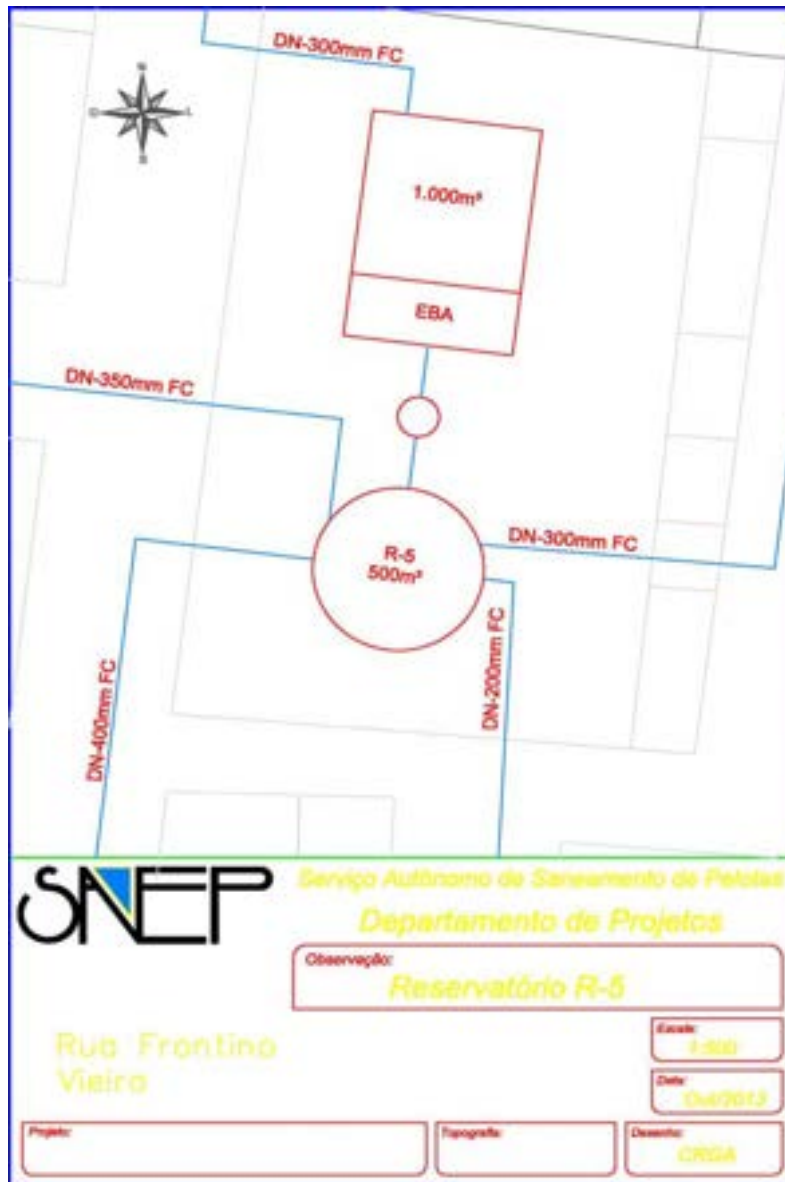 DN-300mm FC
N
O L
S
1.000m³
EBA
DN-350mm FC
DN-300mm FC
R-5
500m³
DN-200mm FC
DN-400mm FC
SANEP
Serviço Autônomo de Saneamento de Pelotas
Departamento de Projetos
Observação:
Reservatório R-5
Rua Frontino
Vieira
Escala:
Data:
Out/2013
Projeto:
Topografia:
Desenho:
CRGA